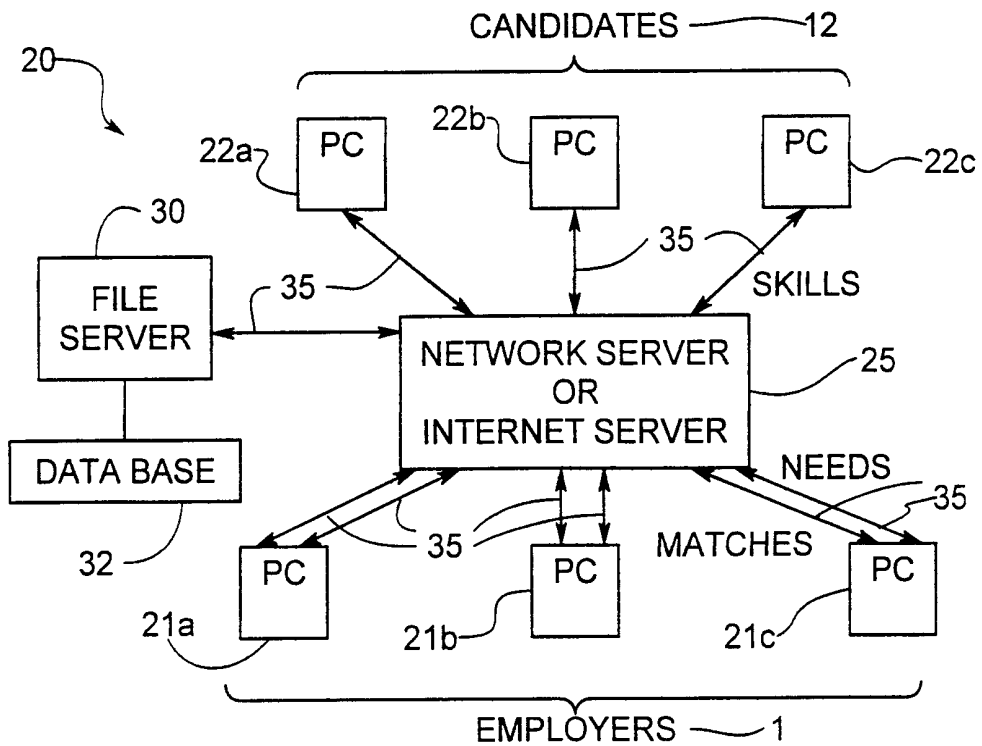 CANDIDATES 12
20
PC
PC
PC
22a
22b
22c
30
FILE
SERVER
35
35
SKILLS
NETWORK SERVER
OR
INTERNET SERVER
25
DATA BASE
32
NEEDS
35
35
MATCHES
PC
PC
PC
21a
21b
21c
EMPLOYERS 1